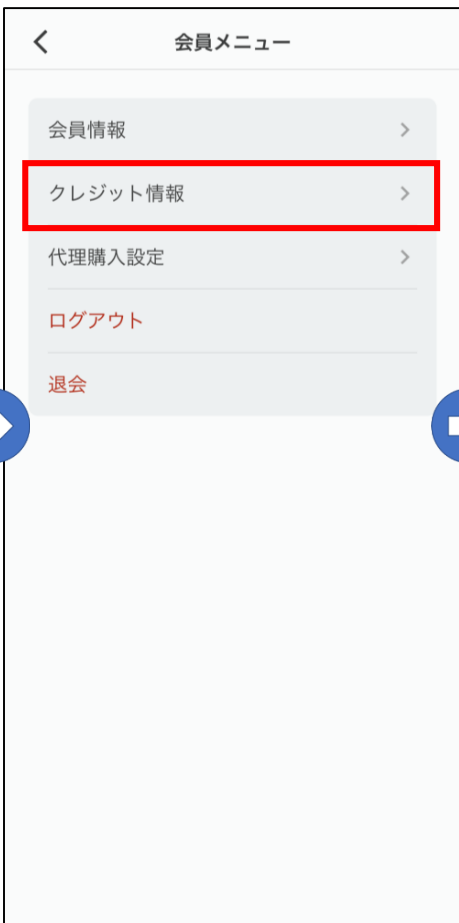 会員メニュー
会員情報
クレジット情報
代理購入設定
ログアウト
退会